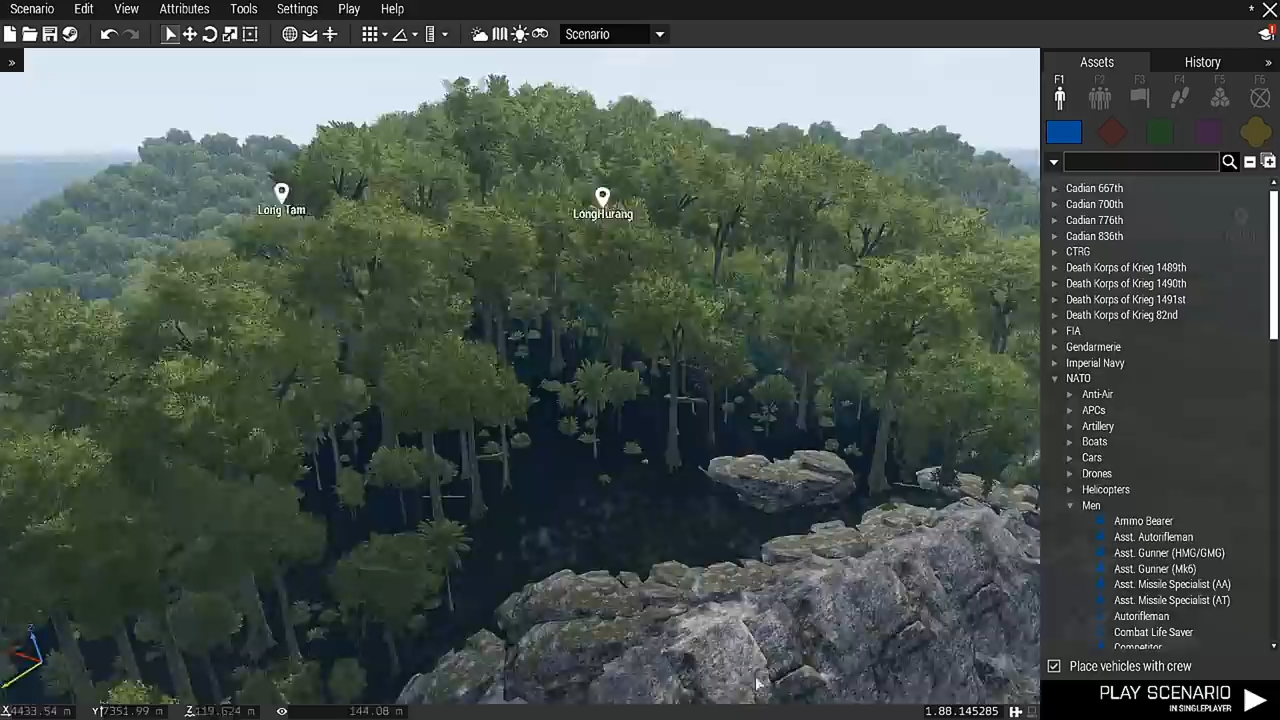 Scenario Edit View Attributes Tools Settings Play Help
Scenario
Assets History
F1 F2 F3 F4 F5 F6
Long Tam
LongHurang
Cadian 667th
Cadian 700th
Cadian 776th
Cadian 836th
CTRG
Death Korps of Krieg 1489th
Death Korps of Krieg 1490th
Death Korps of Krieg 1491st
Death Korps of Krieg 82nd
FIA
Gendarmerie
Imperial Navy
NATO
Anti-Air
APCs
Artillery
Boats
Cars
Drones
Helicopters
Men
Ammo Bearer
Asst. Autorifleman
Asst. Gunner (HMG/GMG)
Asst. Gunner (Mk6)
Asst. Missile Specialist (AA)
Asst. Missile Specialist (AT)
Autorifleman
Combat Life Saver
Competitor
Place vehicles with crew
PLAY SCENARIO
IN SINGLEPLAYER
X 4433.54 m Y 7351.99 m Z 119.624 m 144.08 m 1.88.145285